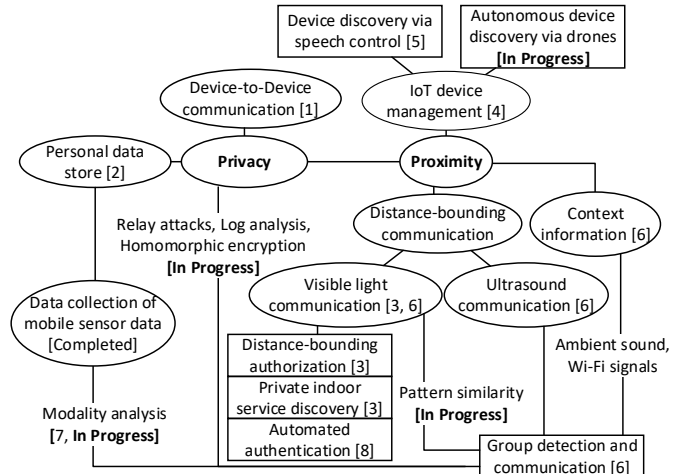 Device discovery via
speech control [5]
Autonomous device
discovery via drones
[In Progress]
Device-to-Device
communication [1]
IoT device
management [4]
Personal data
store [2]
Privacy
Proximity
Relay attacks, Log analysis,
Homomorphic encryption
[In Progress]
Distance-bounding
communication
Context
information [6]
Data collection of
mobile sensor data
[Completed]
Visible light
communication [3, 6]
Ultrasound
communication [6]
Distance-bounding
authorization [3]
Private indoor
service discovery [3]
Automated
authentication [8]
Ambient sound,
Wi-Fi signals
Pattern similarity
[In Progress]
Modality analysis
[7, In Progress]
Group detection and
communication [6]